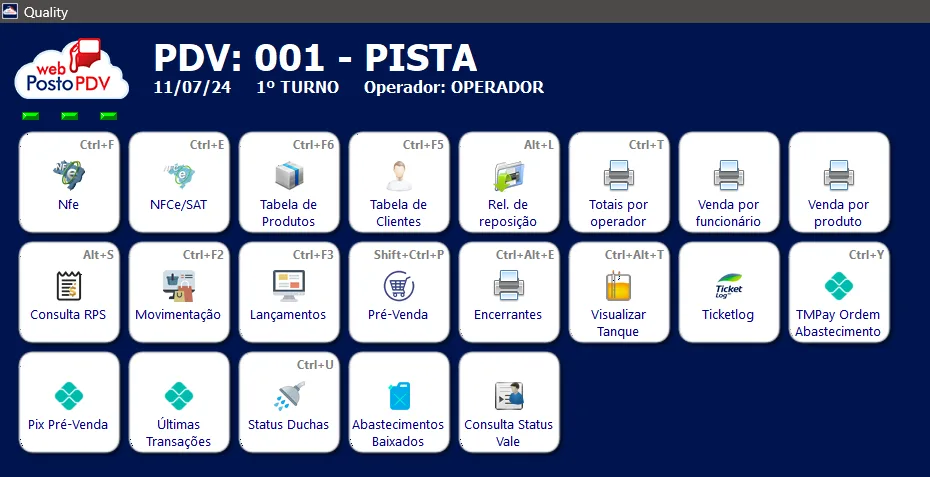 Quality
web
PostoPDV
PDV: 001 - PISTA
11/07/24 1º TURNO Operador: OPERADOR
Ctrl+F
Nfe
Ctrl+E
NFCe/SAT
Ctrl+F6
Tabela de
Produtos
Ctrl+F5
Tabela de
Clientes
Alt+L
Rel. de
reposição
Ctrl+T
Totais por
operador
Venda por
funcionário
Venda por
produto
Alt+S
Consulta RPS
Ctrl+F2
Movimentação
Ctrl+F3
Lançamentos
Shift+Ctrl+P
Pré-Venda
Ctrl+Alt+E
Encerrantes
Ctrl+Alt+T
Visualizar
Tanque
Ticket
Log
Ticketlog
Ctrl+Y
TMPay Ordem
Abastecimento
Pix Pré-Venda
Últimas
Transações
Ctrl+U
Status Duchas
Abastecimentos
Baixados
Consulta Status
Vale